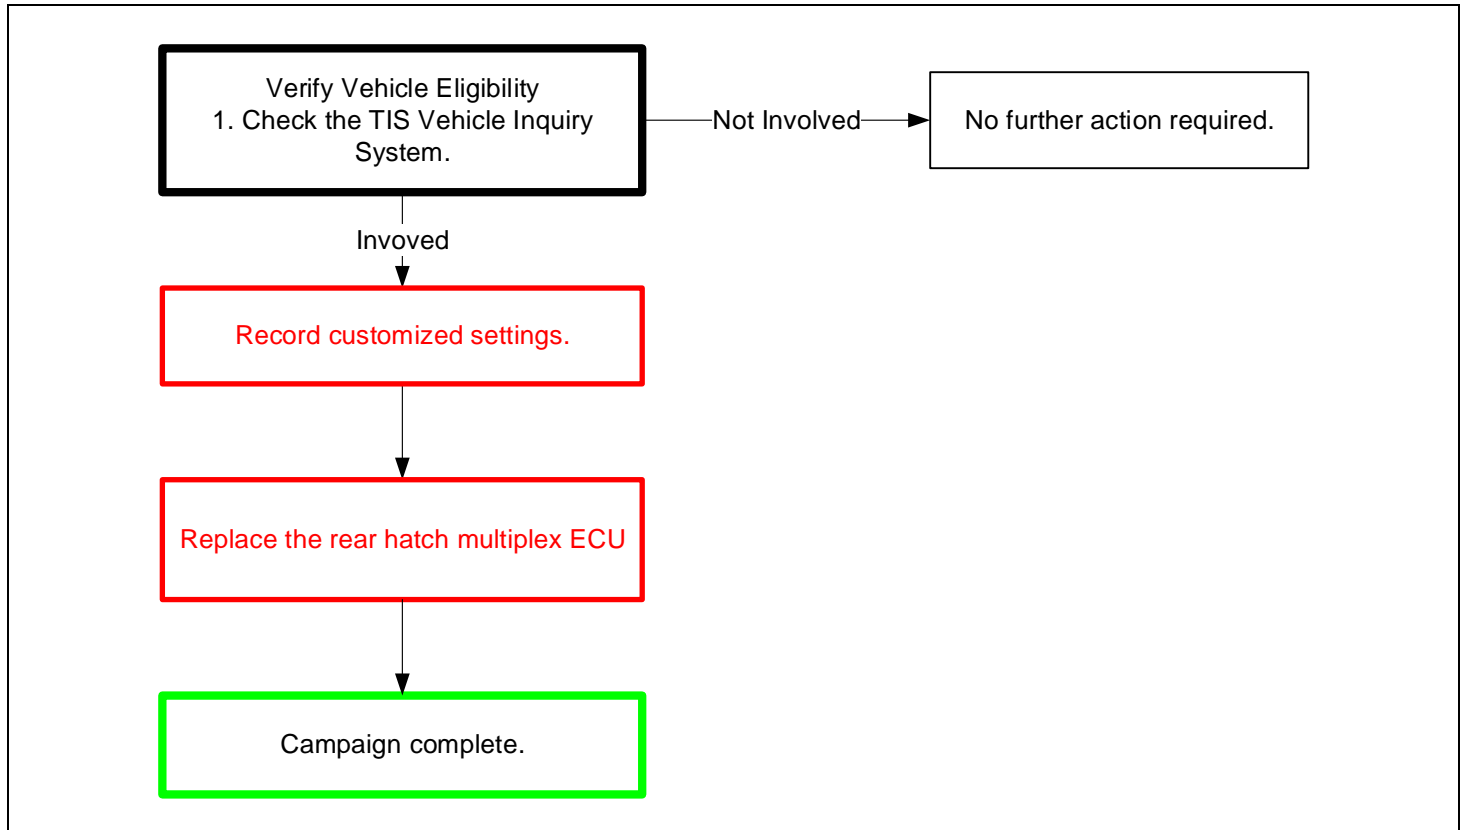 Verify Vehicle Eligibility
1. Check the TIS Vehicle Inquiry
System.
Not Involved
No further action required.
Invoved
Record customized settings.
Replace the rear hatch multiplex ECU
Campaign complete.